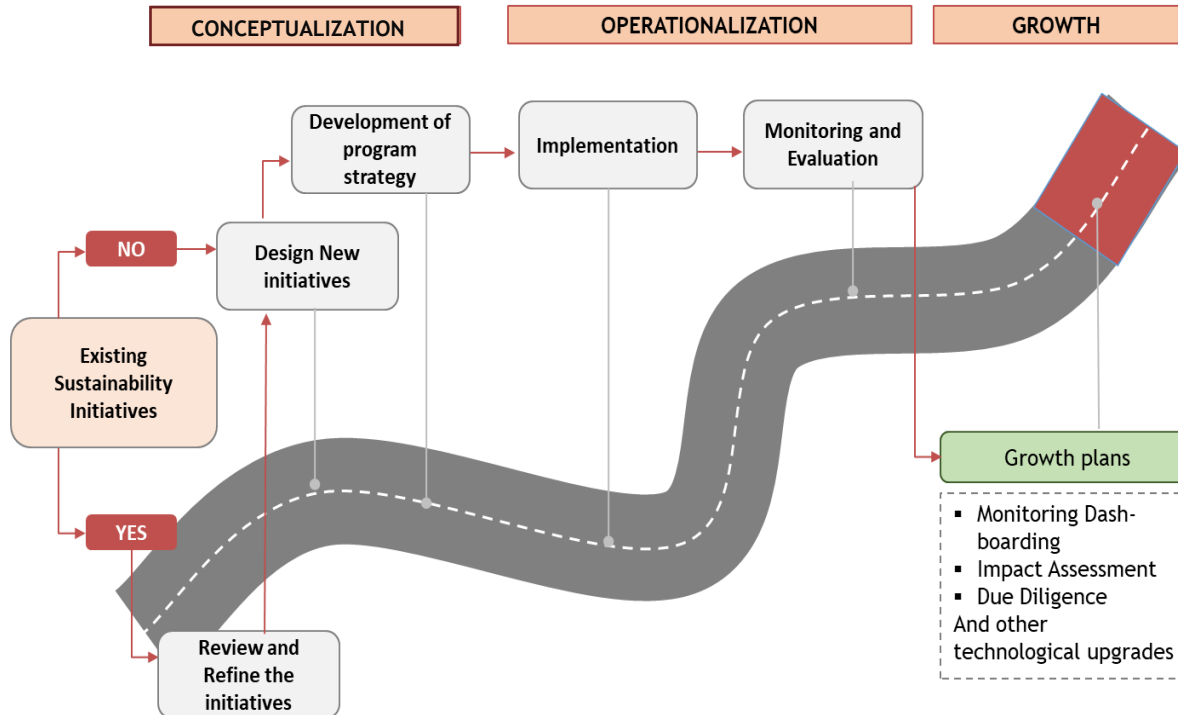 CONCEPTUALIZATION
OPERATIONALIZATION
GROWTH
Development of
program
strategy
Implementation
Monitoring and
Evaluation
NO
Design New
initiatives
Existing
Sustainability
Initiatives
YES
Review and
Refine the
initiatives
Growth plans
▪ Monitoring Dash-
boarding
▪ Impact Assessment
▪ Due Diligence
And other
technological upgrades